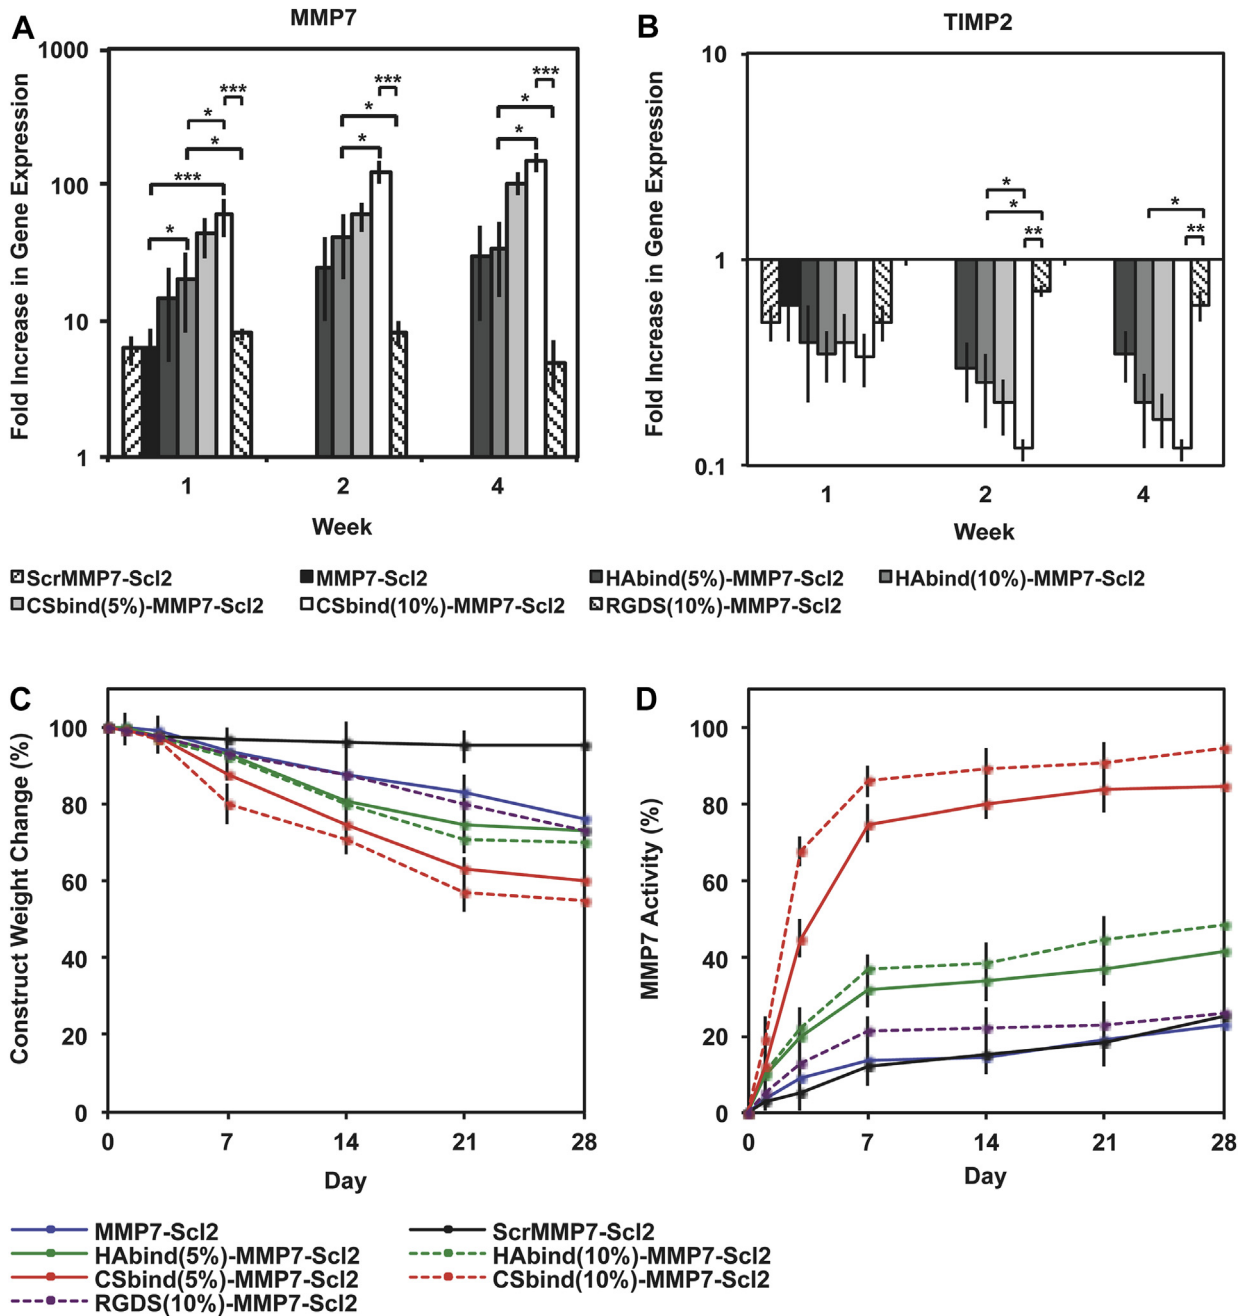 A
MMP7
Fold Increase in Gene Expression
1000
100
10
1
***
*
*
***
*
***
*
*
***
*
*
1
2
4
Week
B
TIMP2
Fold Increase in Gene Expression
10
1
0.1
*
*
**
*
**
1
2
4
Week
ScrMMP7-Scl2 MMP7-Scl2 HAbind(5%)-MMP7-Scl2 HAbind(10%)-MMP7-Scl2
CSbind(5%)-MMP7-Scl2 CSbind(10%)-MMP7-Scl2 RGDS(10%)-MMP7-Scl2
C
Construct Weight Change (%)
100
80
60
40
20
0
0 7 14 21 28
Day
D
MMP7 Activity (%)
100
80
60
40
20
0
0 7 14 21 28
Day
MMP7-Scl2 ScrMMP7-Scl2
HAbind(5%)-MMP7-Scl2 HAbind(10%)-MMP7-Scl2
CSbind(5%)-MMP7-Scl2 CSbind(10%)-MMP7-Scl2
RGDS(10%)-MMP7-Scl2